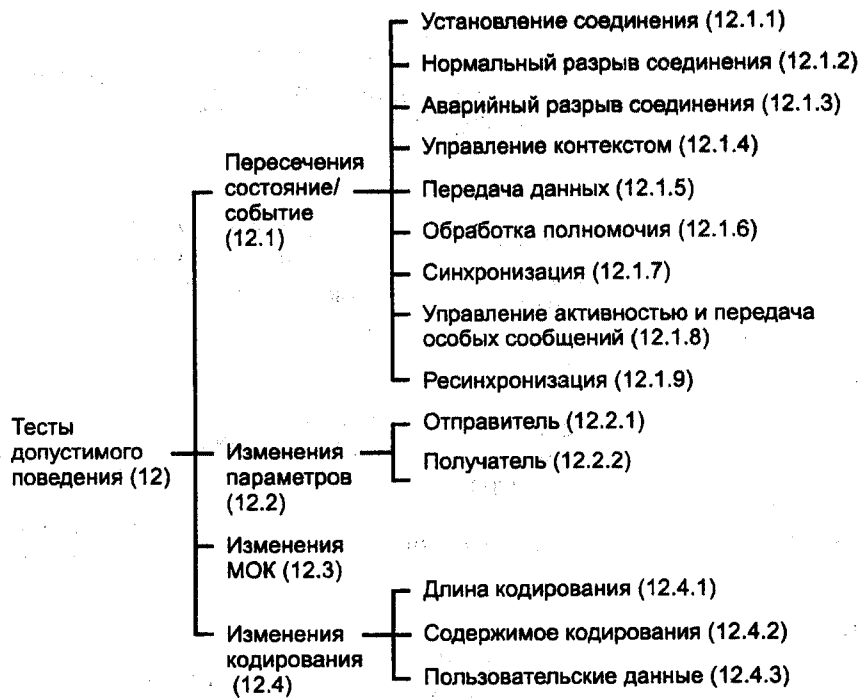 Установление соединения (12.1.1)
Нормальный разрыв соединения (12.1.2)
Аварийный разрыв соединения (12.1.3)
Управление контекстом (12.1.4)
Пересечения
состояние/
событие
(12.1)
Передача данных (12.1.5)
Обработка полномочия (12.1.6)
Синхронизация (12.1.7)
Управление активностью и передача
особых сообщений (12.1.8)
Ресинхронизация (12.1.9)
Тесты
допустимого
поведения (12)
Изменения
параметров
(12.2)
Отправитель (12.2.1)
Получатель (12.2.2)
Изменения
МОК (12.3)
Изменения
кодирования
(12.4)
Длина кодирования (12.4.1)
Содержимое кодирования (12.4.2)
Пользовательские данные (12.4.3)